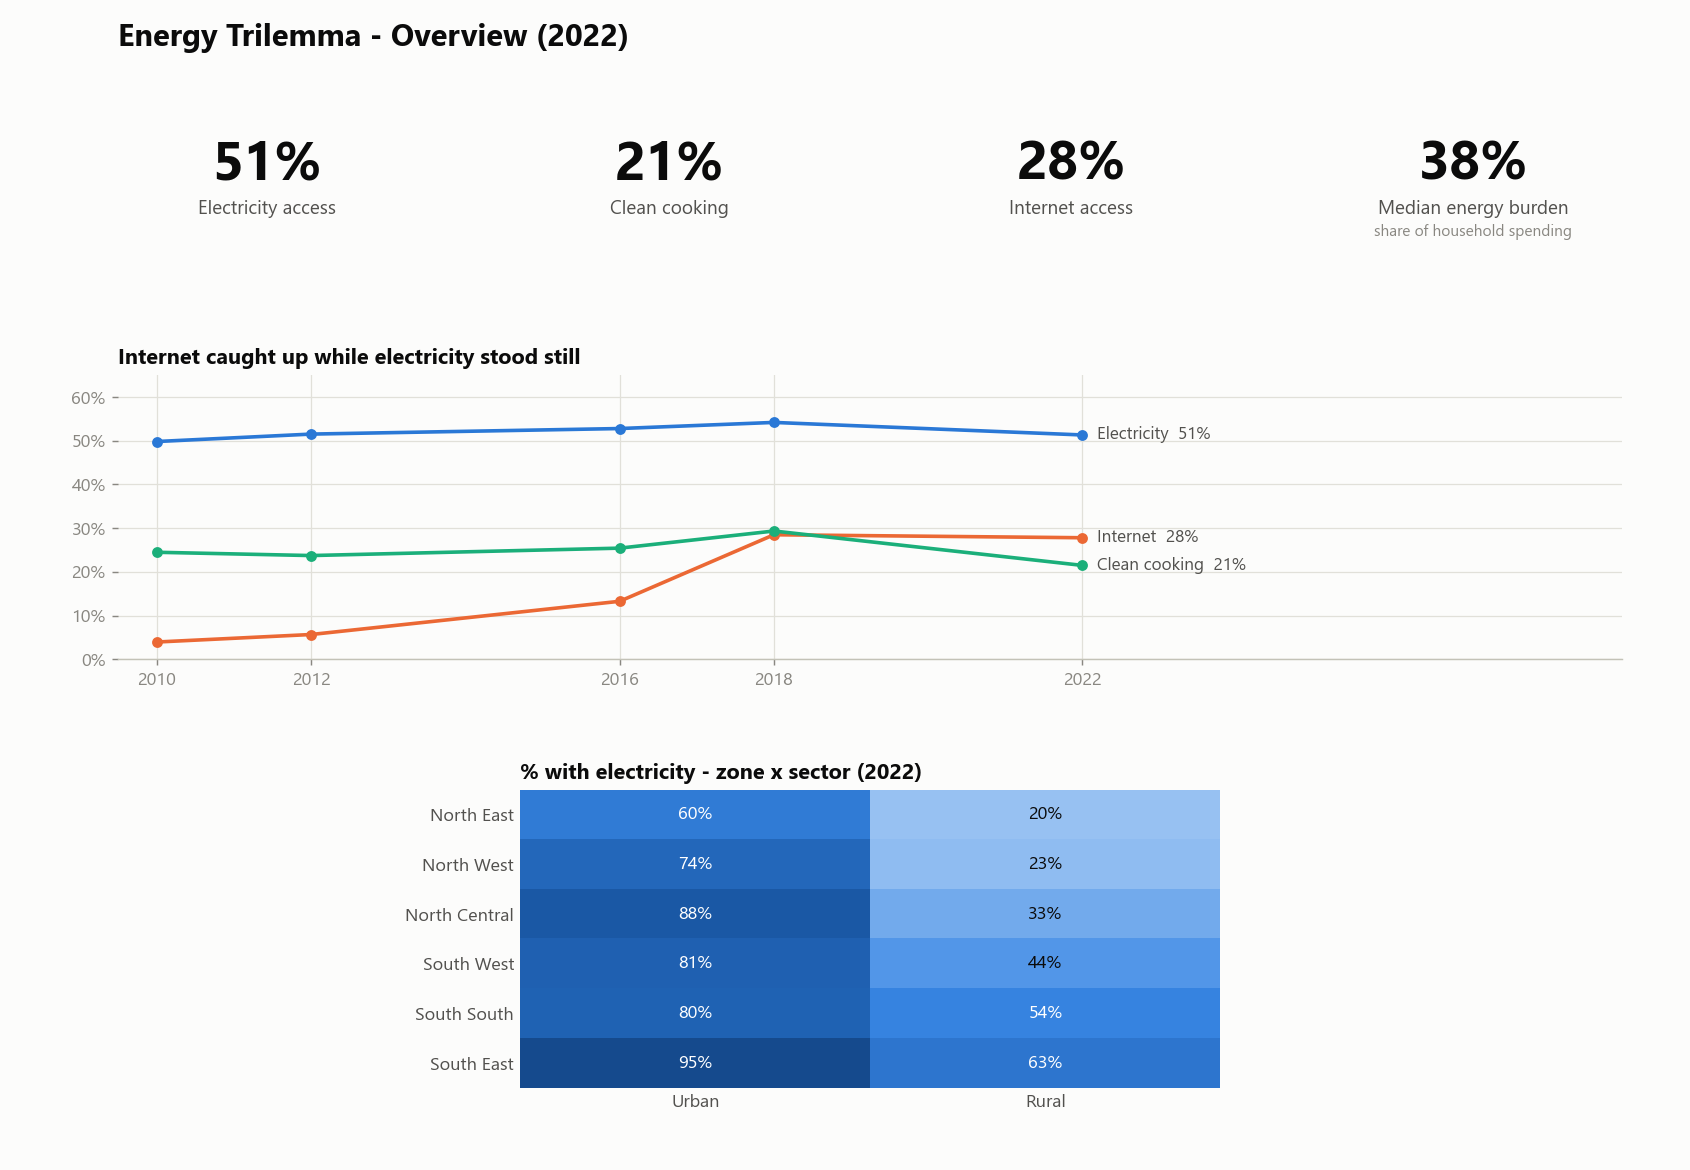 Energy Trilemma - Overview (2022)
51%
Electricity access
21%
Clean cooking
28%
Internet access
38%
Median energy burden
share of household spending
Internet caught up while electricity stood still
60%
50%
40%
30%
20%
10%
0%
Electricity 51%
Internet 28%
Clean cooking 21%
2010 2012 2016 2018 2022
% with electricity - zone x sector (2022)
North East 60% 20%
North West 74% 23%
North Central 88% 33%
South West 81% 44%
South South 80% 54%
South East 95% 63%
Urban Rural